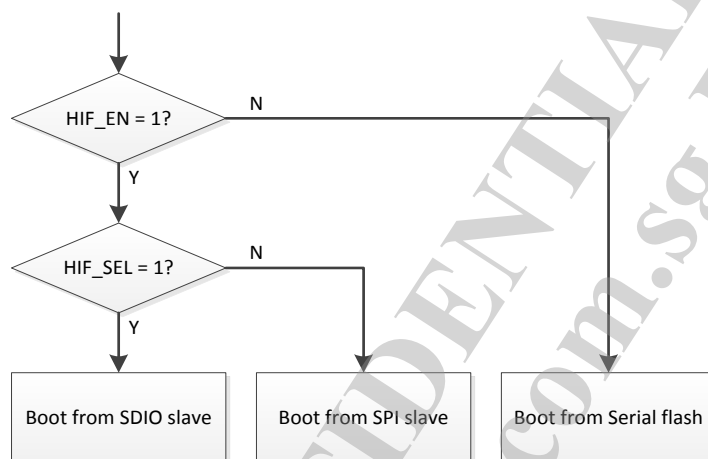 HIF_EN = 1?
N
Y
HIF_SEL = 1?
N
Y
Boot from SDIO slave
Boot from SPI slave
Boot from Serial flash